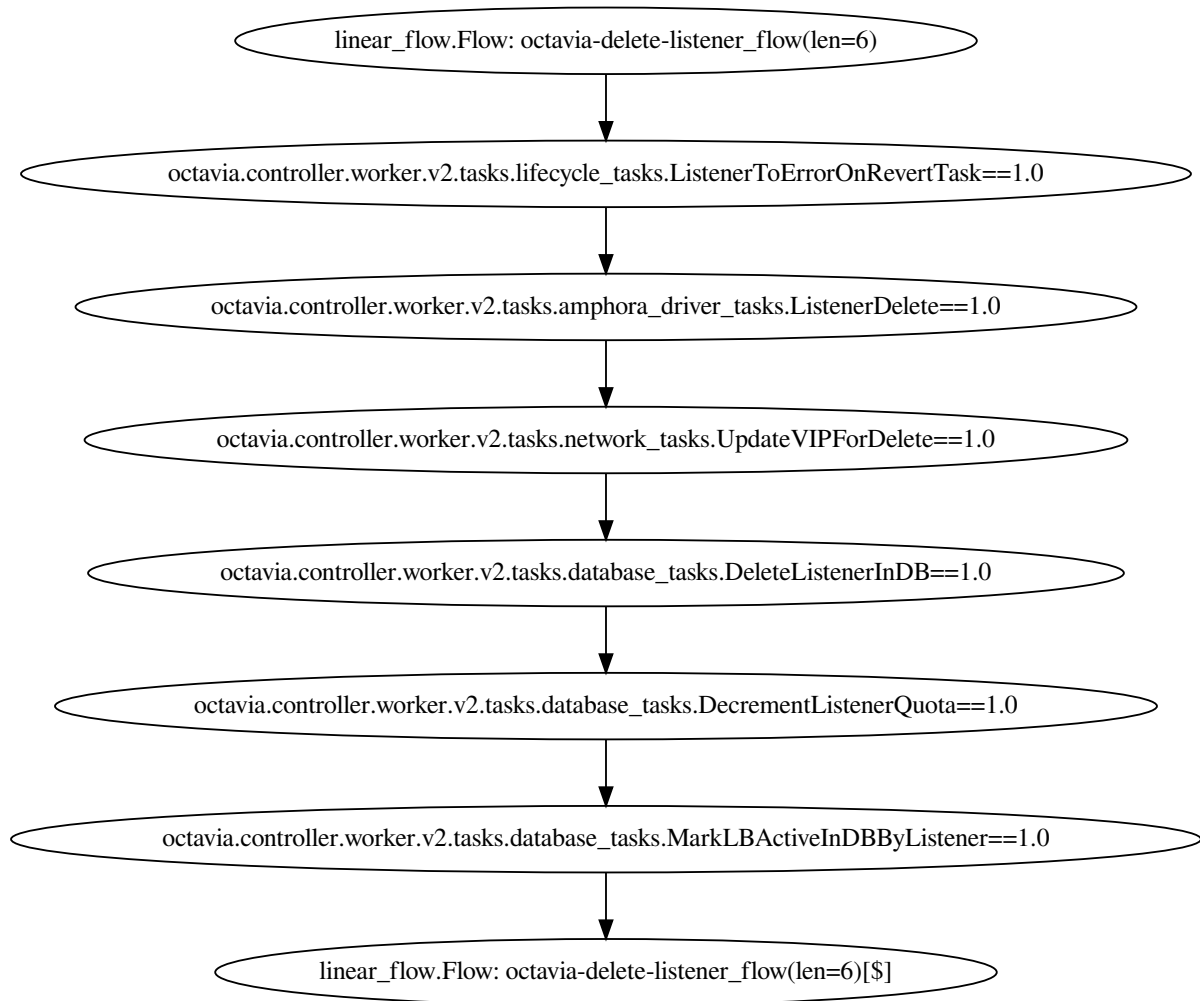 linear_flow.Flow: octavia-delete-listener_flow(len=6)
octavia.controller.worker.v2.tasks.lifecycle_tasks.ListenerToErrorOnRevertTask==1.0
octavia.controller.worker.v2.tasks.amphora_driver_tasks.ListenerDelete==1.0
octavia.controller.worker.v2.tasks.network_tasks.UpdateVIPForDelete==1.0
octavia.controller.worker.v2.tasks.database_tasks.DeleteListenerInDB==1.0
octavia.controller.worker.v2.tasks.database_tasks.DecrementListenerQuota==1.0
octavia.controller.worker.v2.tasks.database_tasks.MarkLBActiveInDBByListener==1.0
linear_flow.Flow: octavia-delete-listener_flow(len=6)[$]